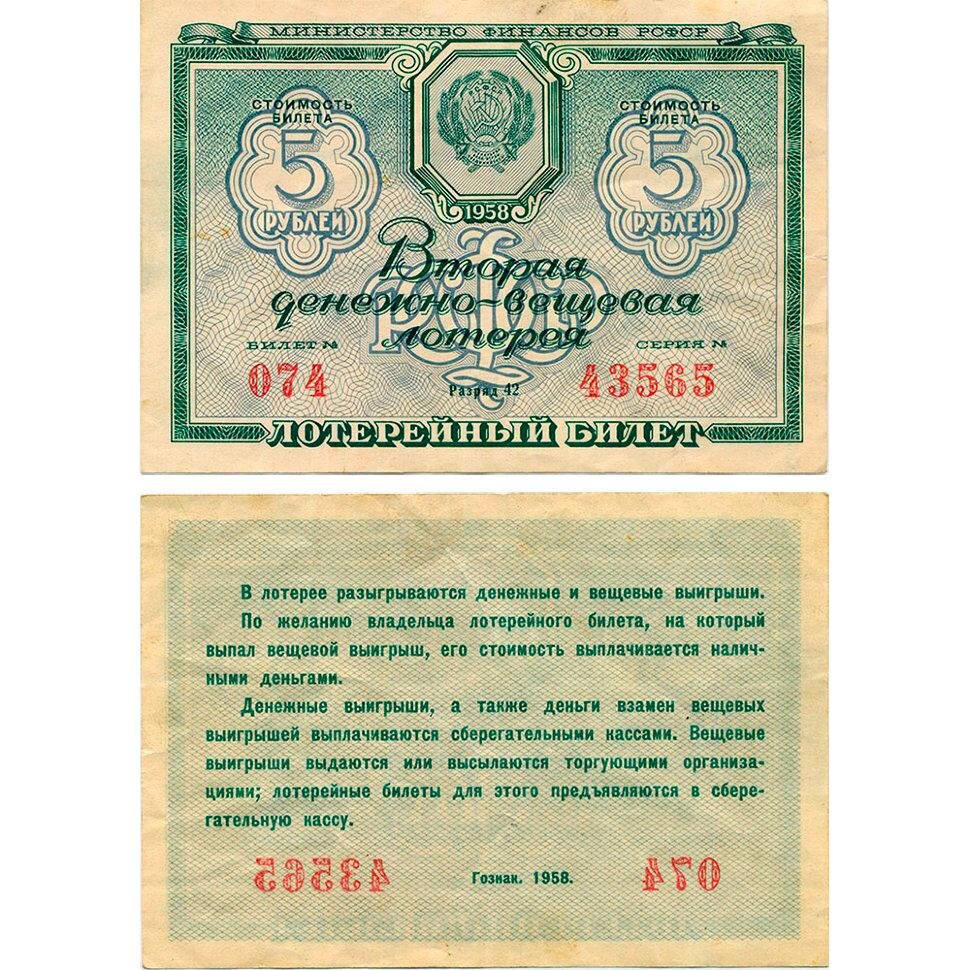 МИНИСТЕРСТВО ФИНАНСОВ РСФСР
СТОИМОСТЬ
БИЛЕТА
5
РУБЛЕЙ
СТОИМОСТЬ
БИЛЕТА
5
РУБЛЕЙ
1958
Вторая
денежно-вещевая
лотерея
РСФСР
БИЛЕТ №
СЕРИЯ №
074
Разряд 42
43565
ЛОТЕРЕЙНЫЙ БИЛЕТ
В лотерее разыгрываются денежные и вещевые выигрыши.
По желанию владельца лотерейного билета, на который
выпал вещевой выигрыш, его стоимость выплачивается налич-
ными деньгами.
Денежные выигрыши, а также деньги взамен вещевых
выигрышей выплачиваются сберегательными кассами. Вещевые
выигрыши выдаются или высылаются торгующими организа-
циями; лотерейные билеты для этого предъявляются в сбере-
гательную кассу.
43565
Гознак. 1958.
074